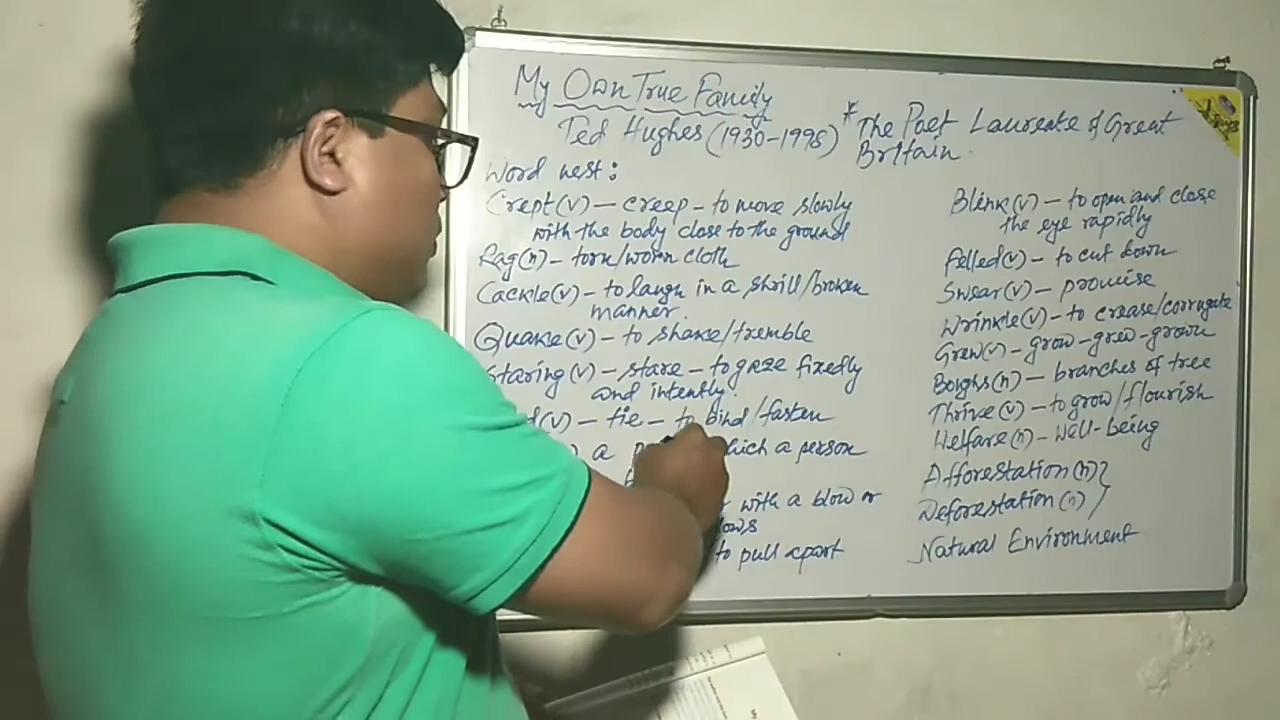 My Own True Family
Ted Hughes (1930-1998)
*The Poet Laureate of Great
Britain.
Word nest:
Crept (v) — creep - to move slowly
with the body close to the ground
Rag (n) - torn/worn cloth
Cackle (v) - to laugh in a shrill/broken
manner.
Quake (v) - to shake/tremble
Staring (v) - stare - to gaze fixedly
and intently.
(v) - tie - to bind/fasten
a which a person
with a blow or
to pull apart
Blink (v) - to open and close
the eye rapidly
felled (v) - to cut down
Swear (v) - promise
Wrinkle (v) - to crease/corrugate
Grew (v) - grow - grew - grown
Boughs (n) - branches of tree
Thrive (v) - to grow/flourish
Welfare (n) - well-being
Afforestation (n) }
Deforestation (n)
Natural Environment